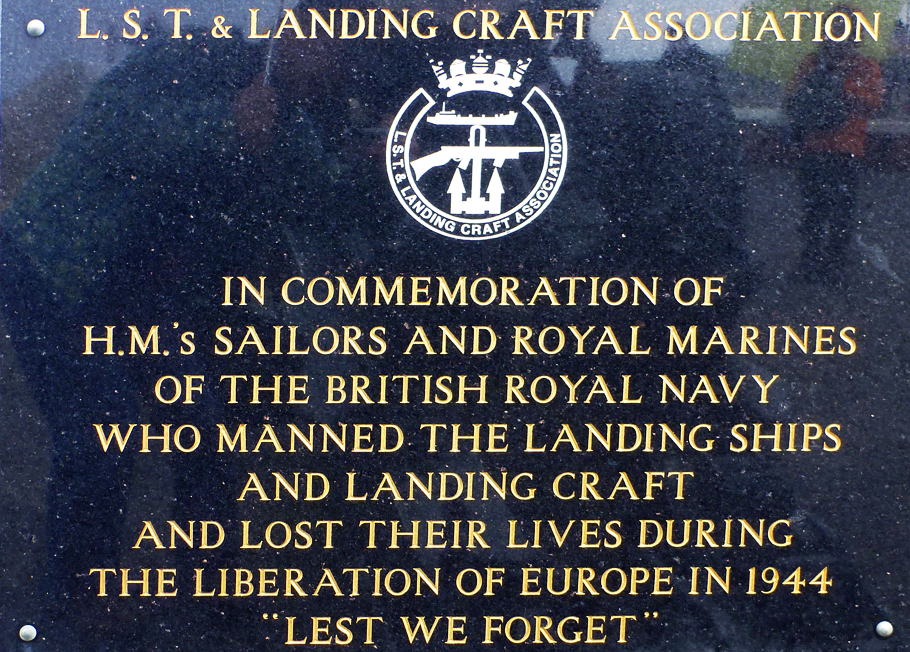 L. S. T. & LANDING CRAFT ASSOCIATION
L.S.T. & LANDING CRAFT ASSOCIATION
IN COMMEMORATION OF
H.M.'s SAILORS AND ROYAL MARINES
OF THE BRITISH ROYAL NAVY
WHO MANNED THE LANDING SHIPS
AND LANDING CRAFT
AND LOST THEIR LIVES DURING
THE LIBERATION OF EUROPE IN 1944
"LEST WE FORGET"